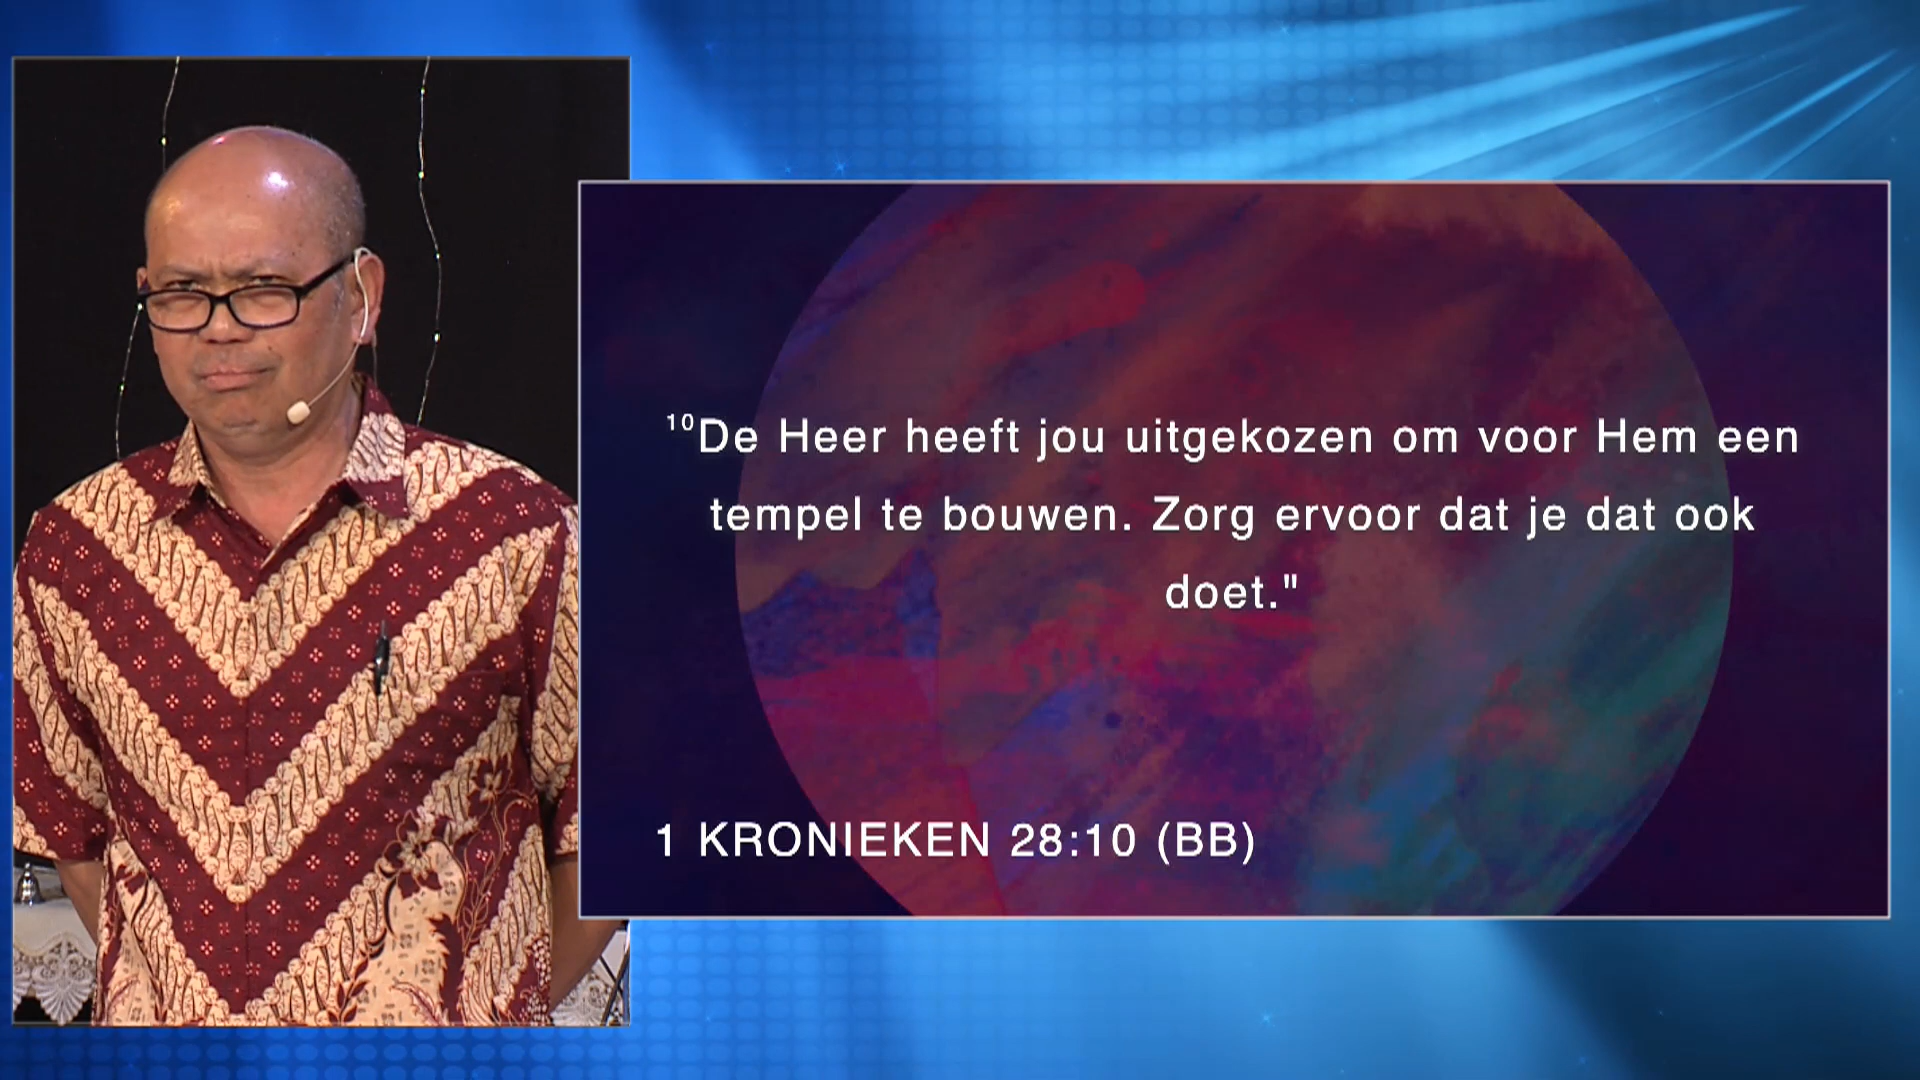 ¹⁰De Heer heeft jou uitgekozen om voor Hem een
tempel te bouwen. Zorg ervoor dat je dat ook
doet."
1 KRONIEKEN 28:10 (BB)